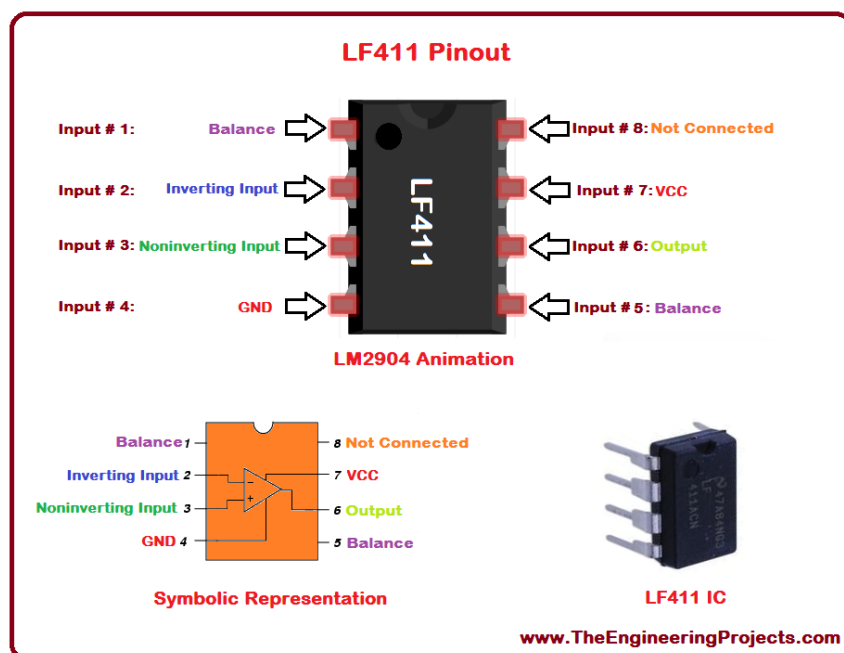 LF411 Pinout
Input # 1: Balance
Input # 8: Not Connected
Input # 2: Inverting Input
Input # 7: VCC
Input # 3: Noninverting Input
Input # 6: Output
Input # 4: GND
Input # 5: Balance
LF411
LM2904 Animation
Balance 1
8 Not Connected
Inverting Input 2
7 VCC
Noninverting Input 3
6 Output
GND 4
5 Balance
- 
+
Symbolic Representation
47A84NG3
LF
411ACN
LF411 IC
www.TheEngineeringProjects.com